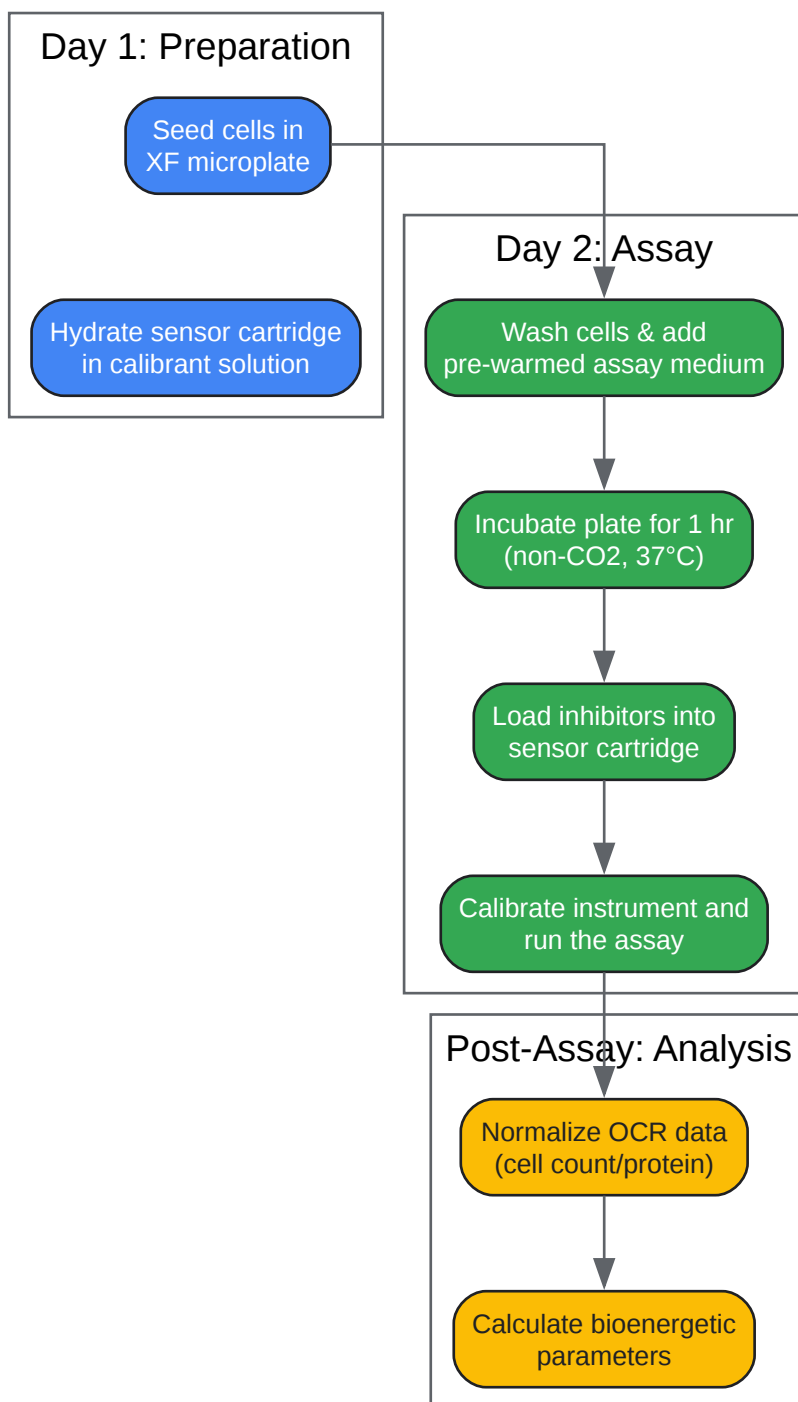 Day 1: Preparation
Seed cells in
XF microplate
Hydrate sensor cartridge
in calibrant solution
Day 2: Assay
Wash cells & add
pre-warmed assay medium
Incubate plate for 1 hr
(non-CO2, 37°C)
Load inhibitors into
sensor cartridge
Calibrate instrument and
run the assay
Post-Assay: Analysis
Normalize OCR data
(cell count/protein)
Calculate bioenergetic
parameters